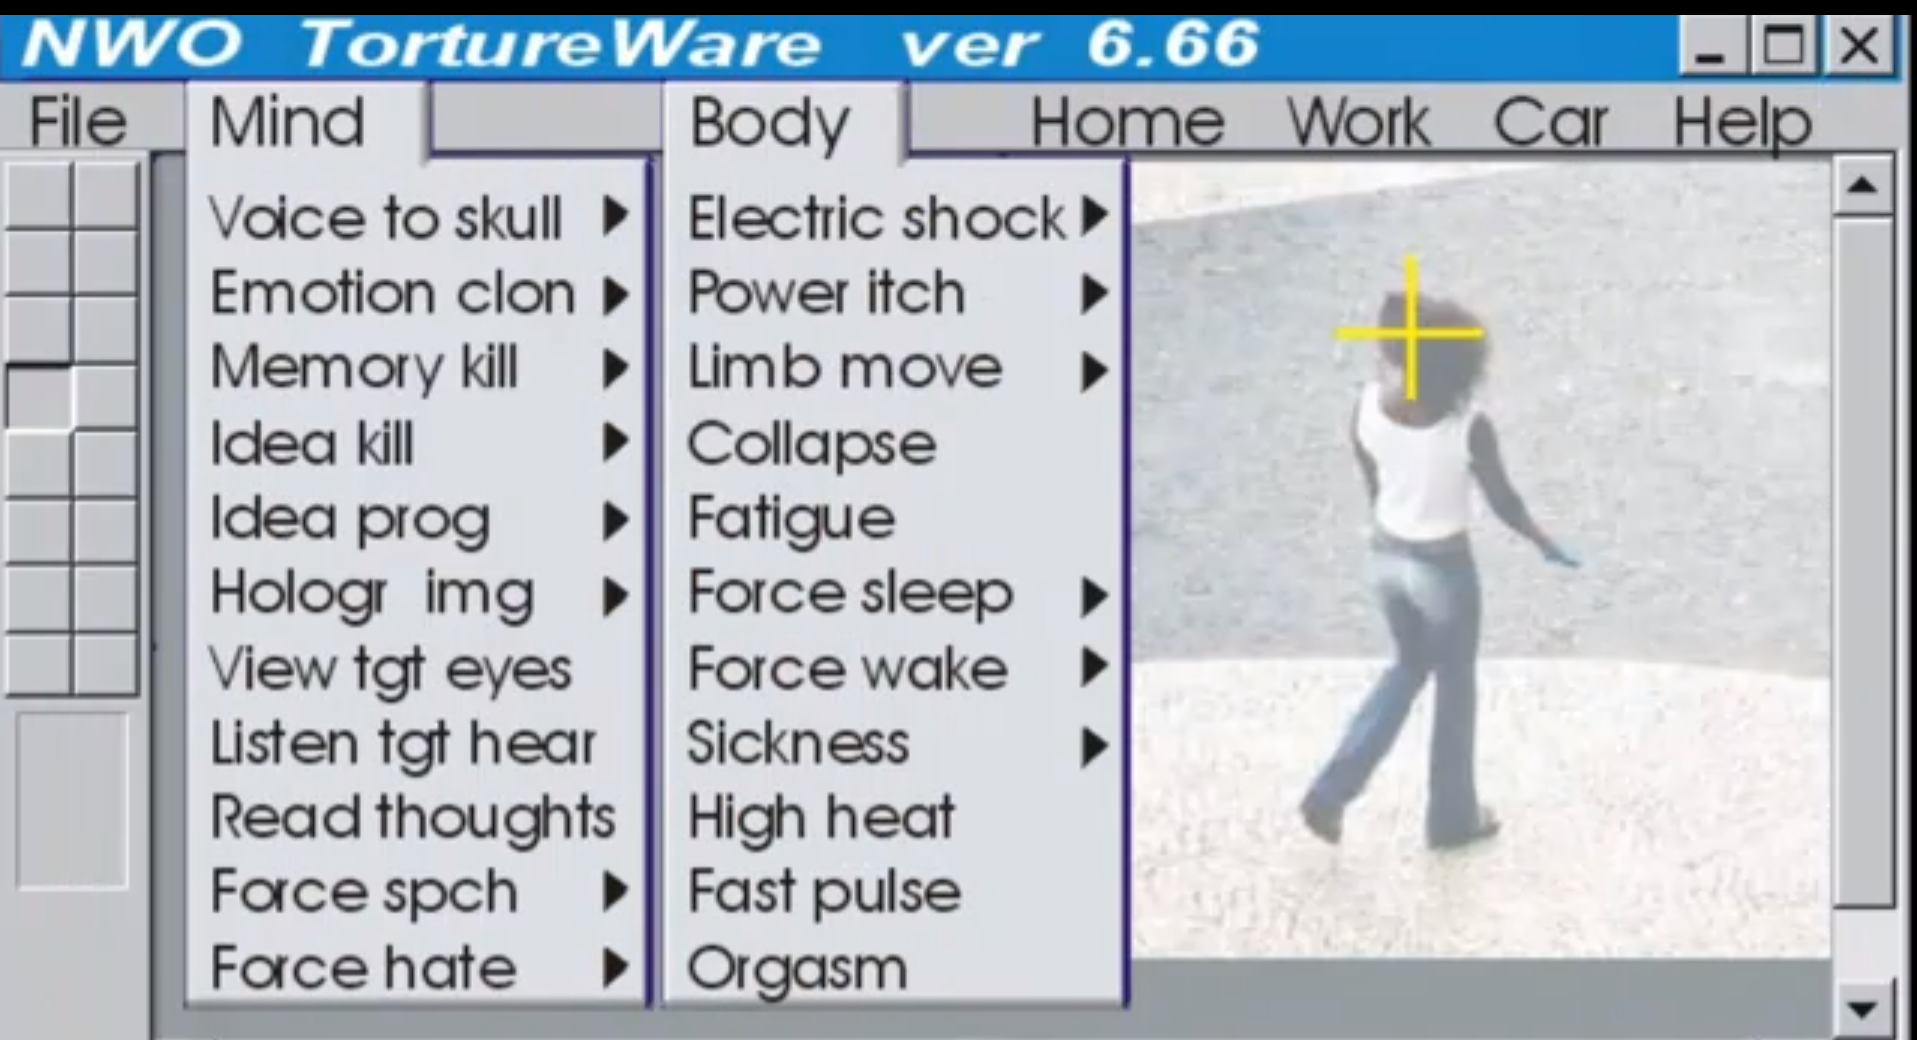 NWO TortureWare ver 6.66
File Mind Body Home Work Car Help
Voice to skull
Emotion clon
Memory kill
Idea kill
Idea prog
Hologr img
View tgt eyes
Listen tgt hear
Read thoughts
Force spch
Force hate
Electric shock
Power itch
Limb move
Collapse
Fatigue
Force sleep
Force wake
Sickness
High heat
Fast pulse
Orgasm